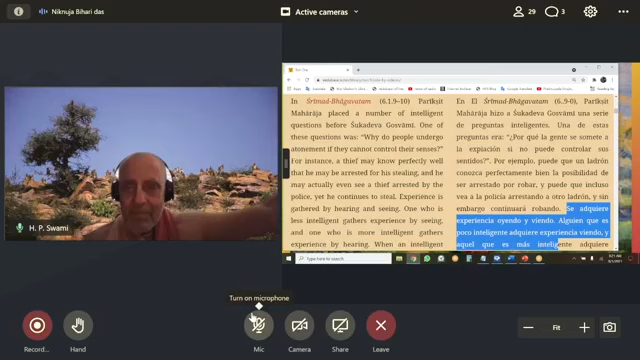 Niknuja Bihari das
Active cameras
29
3
In Śrīmad-Bhāgavatam (6.1.9–10) Parīkṣit
Mahārāja placed a number of intelligent
questions before Śukadeva Gosvāmī. One of
these questions was: "Why do people undergo
atonement if they cannot control their senses?"
For instance, a thief may know perfectly well
that he may be arrested for his stealing, and he
may actually even see a thief arrested by the
police, yet he continues to steal. Experience is
gathered by hearing and seeing. One who is
less intelligent gathers experience by seeing,
and one who is more intelligent gathers
experience by hearing. When an intelligent
En El Śrīmad-Bhāgavatam (6.,9-0), Parīkṣit
Mahārāja hizo a Śukadeva Gosvāmī una serie
de preguntas inteligentes. Una de estas
preguntas era: "¿Por qué la gente se somete a
la expiación si no puede controlar sus
sentidos?". Por ejemplo, puede que un ladrón
conozca perfectamente bien la posibilidad de
ser arrestado por robar, y puede que incluso
vea a la policía arrestando a otro ladrón, y sin
embargo continuará robando. Se adquiere
experiencia oyendo y viendo. Alguien que es
poco inteligente adquiere experiencia viendo, y
aquel que es más inteligente adquiere
H. P. Swami
Type here to search
Turn on microphone
Record...
Hand
Mic
Camera
Share
Leave
Fit